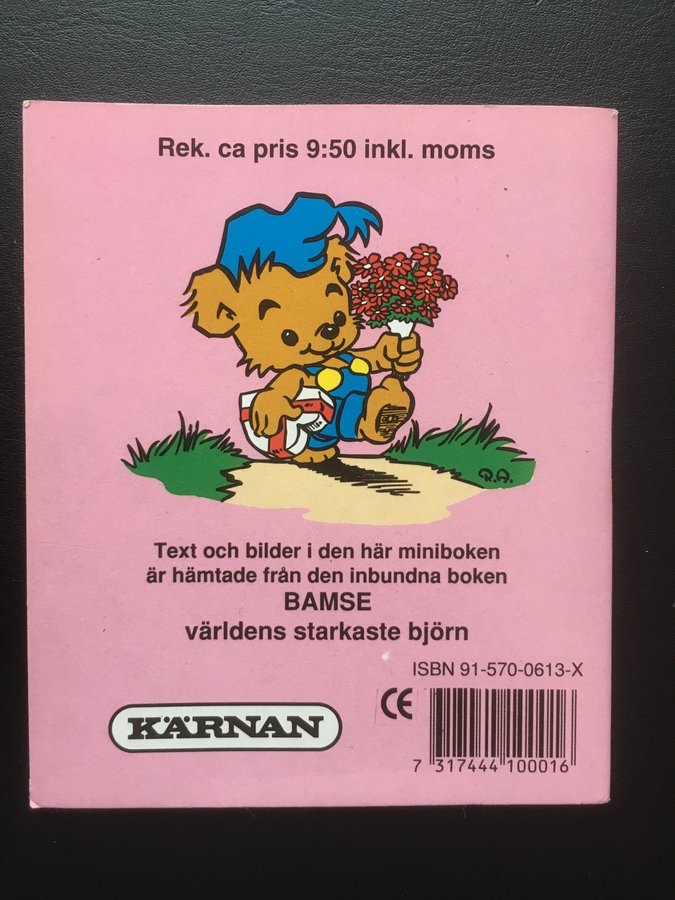 Rek. ca pris 9:50 inkl. moms
R.A.
Text och bilder i den här miniboken
är hämtade från den inbundna boken
BAMSE
världens starkaste björn
ISBN 91-570-0613-X
KÄRNAN
CE
7 317444 100016